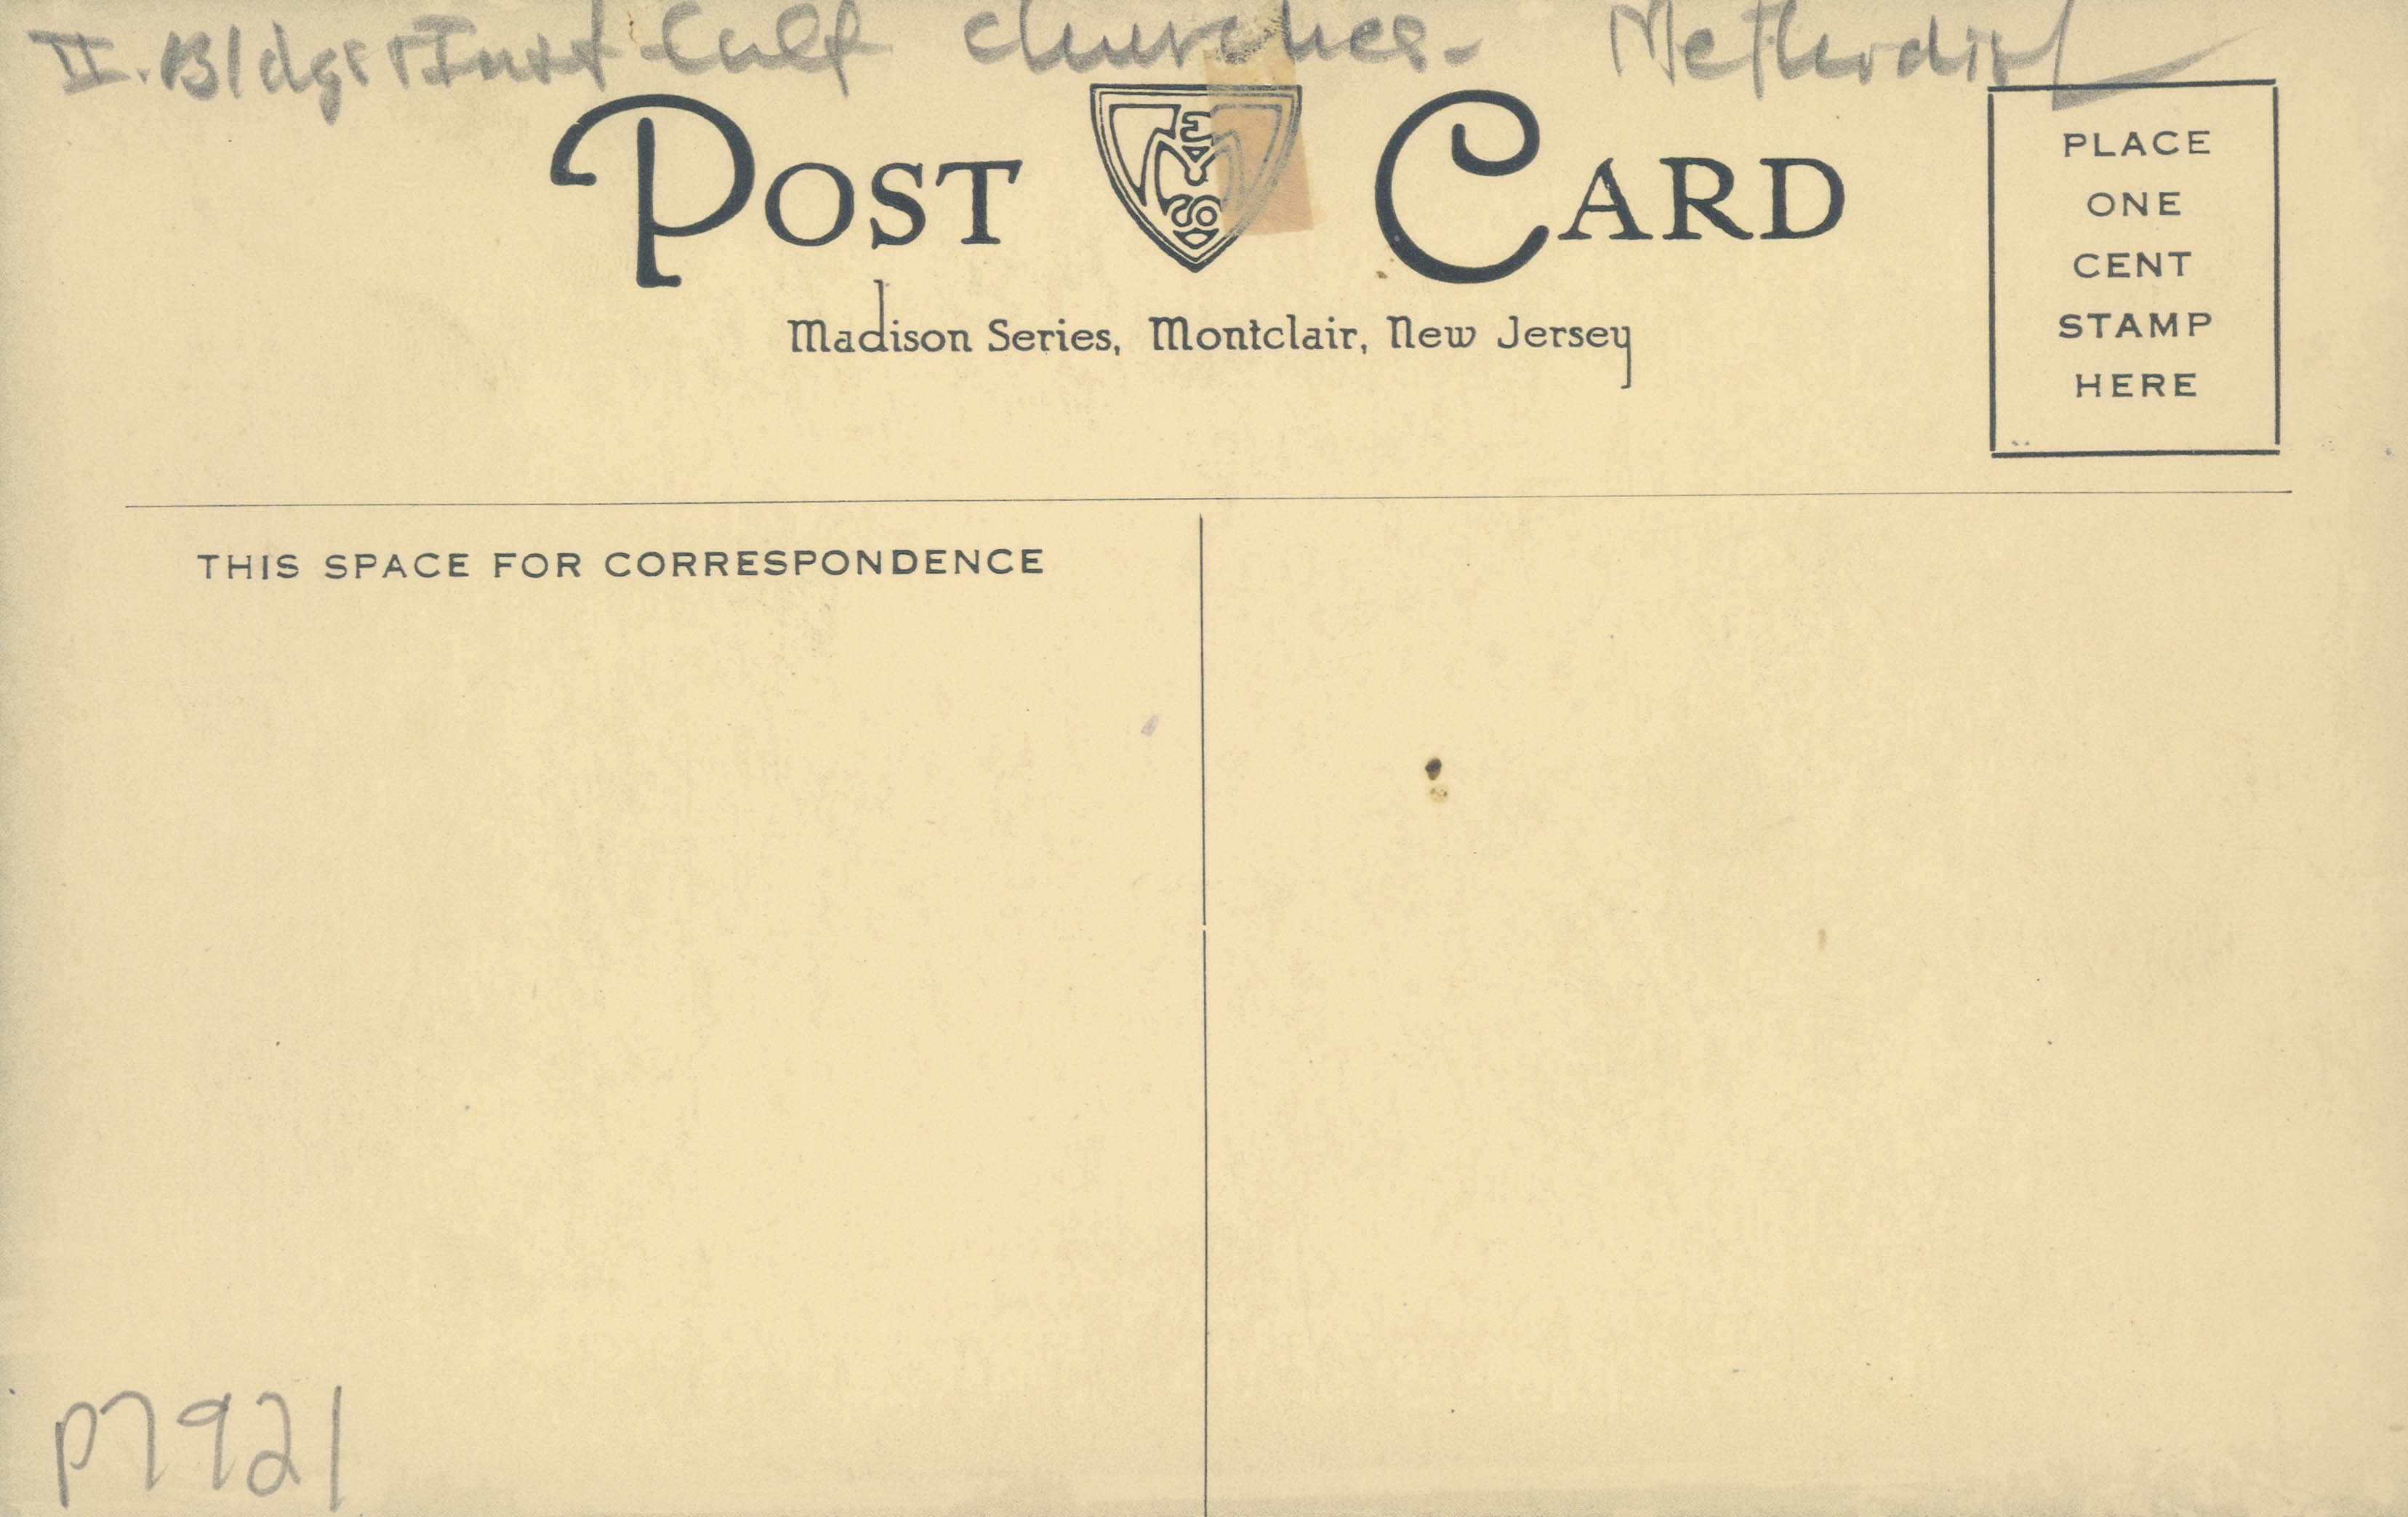 II. Bldgs + Inst Cult Churches - Methodist
POST CARD
Madison Series, Montclair, New Jersey
PLACE
ONE
CENT
STAMP
HERE
THIS SPACE FOR CORRESPONDENCE
P7921